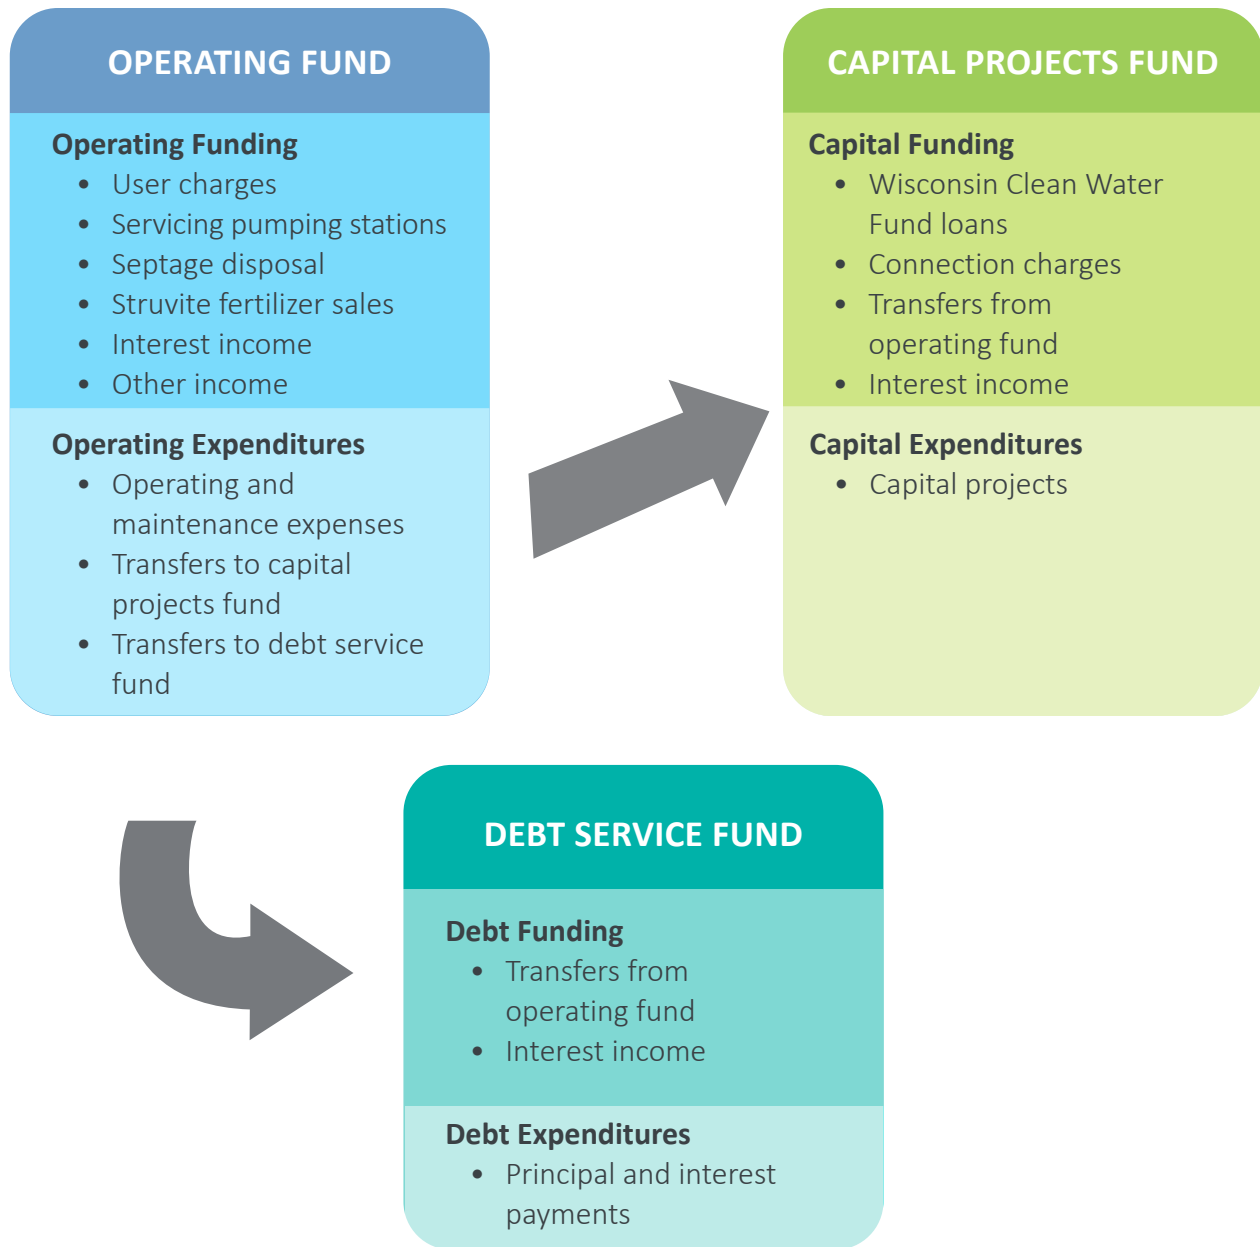 OPERATING FUND
Operating Funding
• User charges
• Servicing pumping stations
• Septage disposal
• Struvite fertilizer sales
• Interest income
• Other income
Operating Expenditures
• Operating and
maintenance expenses
• Transfers to capital
projects fund
• Transfers to debt service
fund
CAPITAL PROJECTS FUND
Capital Funding
• Wisconsin Clean Water
Fund loans
• Connection charges
• Transfers from
operating fund
• Interest income
Capital Expenditures
• Capital projects
DEBT SERVICE FUND
Debt Funding
• Transfers from
operating fund
• Interest income
Debt Expenditures
• Principal and interest
payments